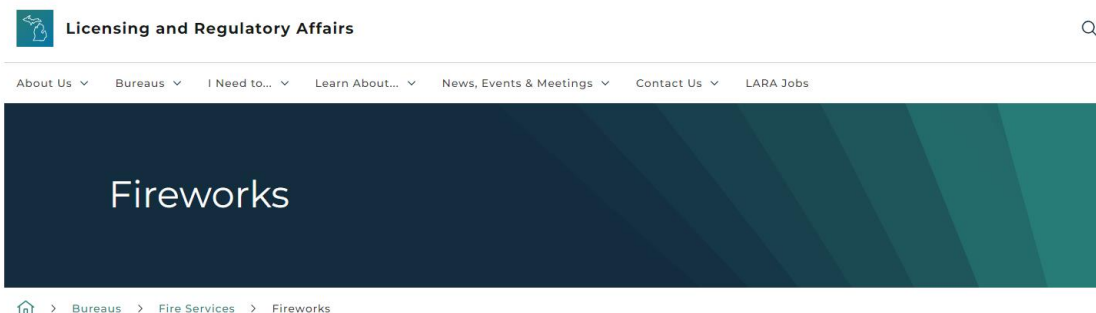 Licensing and Regulatory Affairs
About Us Bureaus I Need to... Learn About... News, Events & Meetings Contact Us LARA Jobs
Fireworks
> Bureaus > Fire Services > Fireworks